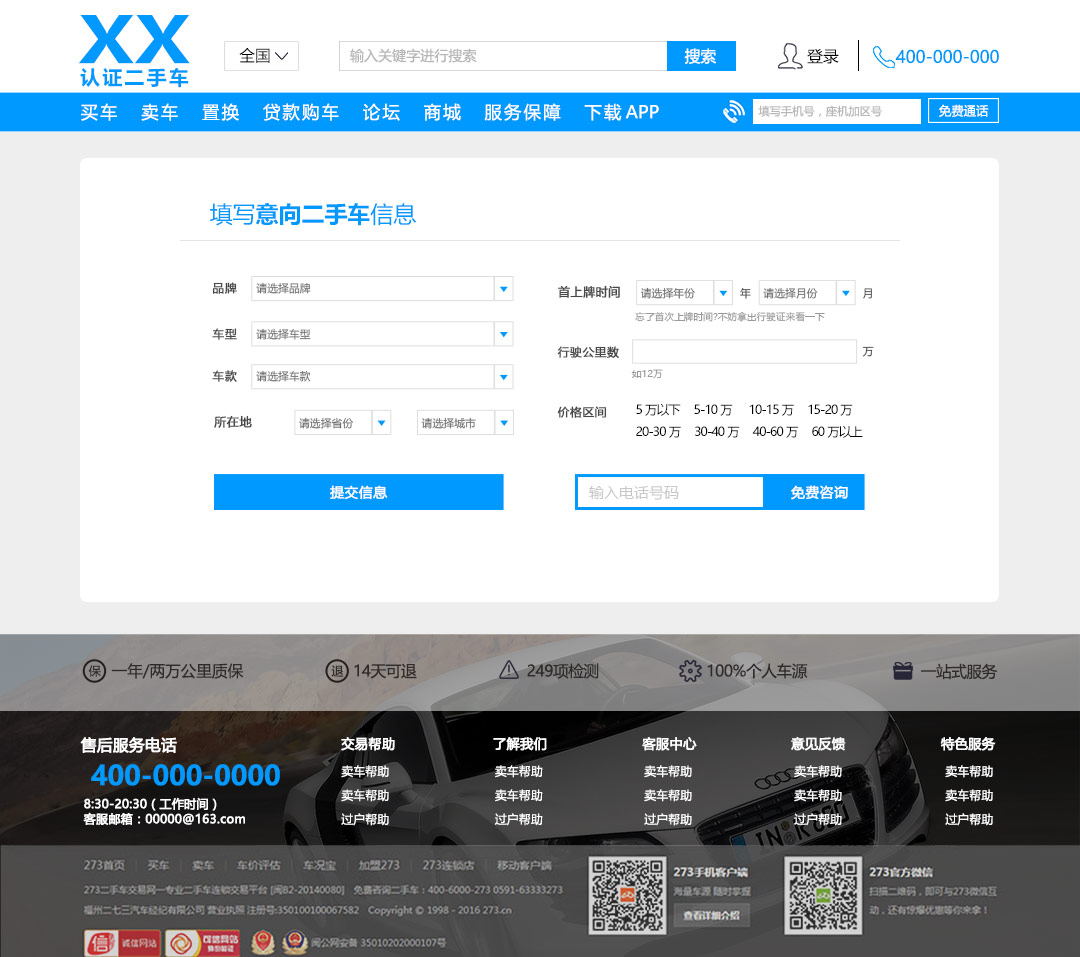 XX
认证二手车
全国
输入关键字进行搜索
搜索
登录
400-000-000
买车 卖车 置换 贷款购车 论坛 商城 服务保障 下载 APP
填写手机号，座机加区号
免费通话
填写意向二手车信息
品牌 请选择品牌
首上牌时间 请选择年份 年 请选择月份 月
忘了首次上牌时间?不妨拿出行驶证来看一下
车型 请选择车型
行驶公里数 万
如12万
车款 请选择车款
所在地 请选择省份 请选择城市
价格区间 5 万以下 5-10 万 10-15 万 15-20 万
20-30 万 30-40 万 40-60 万 60 万以上
提交信息
输入电话号码
免费咨询
保 一年/两万公里质保
退 14天可退
249项检测
100%个人车源
一站式服务
售后服务电话
400-000-0000
8:30-20:30（工作时间）
客服邮箱：00000@163.com
交易帮助 了解我们 客服中心 意见反馈 特色服务
卖车帮助 卖车帮助 卖车帮助 卖车帮助 卖车帮助
卖车帮助 卖车帮助 卖车帮助 卖车帮助 卖车帮助
过户帮助 过户帮助 过户帮助 过户帮助 过户帮助
273首页 买车 卖车 车价评估 车况宝 加盟273 273连锁店 移动客户端
273二手车交易网—专业二手车连锁交易平台 [闽B2-20140080] 免费咨询二手车：400-6000-273 0591-63333273
福州二七三汽车经纪有限公司 营业执照 注册号:350100100067582 Copyright © 1998 - 2016 273.cn
信 诚信网站
可信网站
闽公网安备 35010202000107号
273手机客户端
海量车源 随时掌握
查看详细介绍
273官方微信
扫描二维码，即可与273微信互
动，还有惊爆优惠等你来拿！